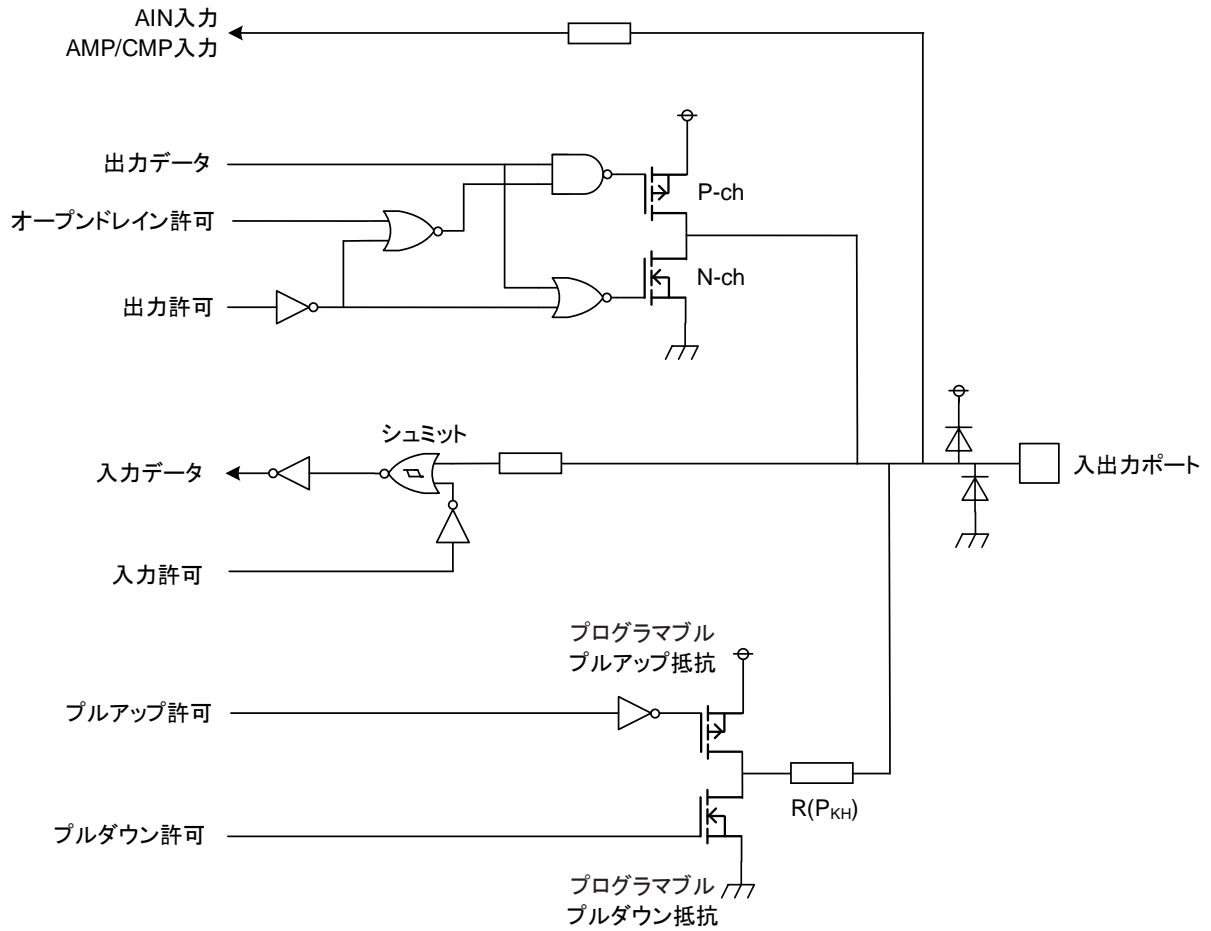 AIN入力
AMP/CMP入力
出力データ
P-ch
オープンドレイン許可
N-ch
出力許可
シュミット
入力データ
入出力ポート
入力許可
プログラマブル
プルアップ抵抗
プルアップ許可
R(PKH)
プルダウン許可
プログラマブル
プルダウン抵抗